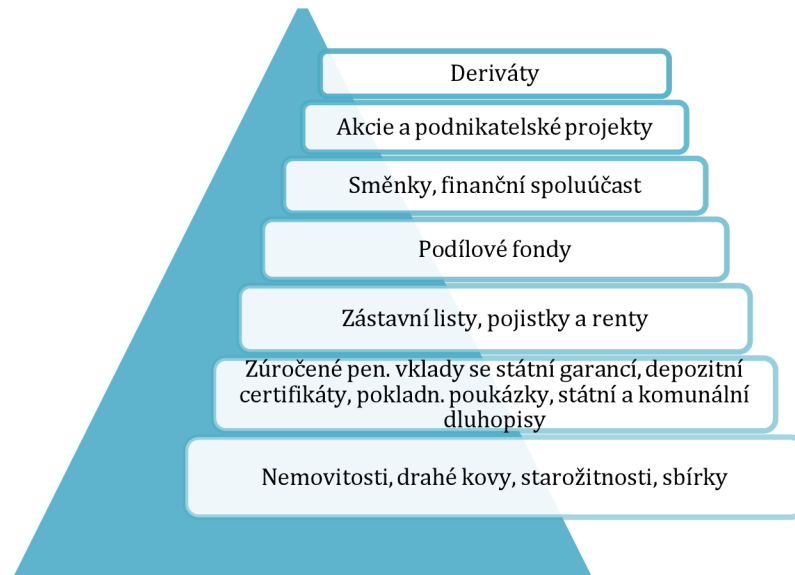 Deriváty
Akcie a podnikatelské projekty
Směnky, finanční spoluúčast
Podílové fondy
Zástavní listy, pojistky a renty
Zúročené pen. vklady se státní garancí, depozitní
certifikáty, pokladn. poukázky, státní a komunální
dluhopisy
Nemovitosti, drahé kovy, starožitnosti, sbírky